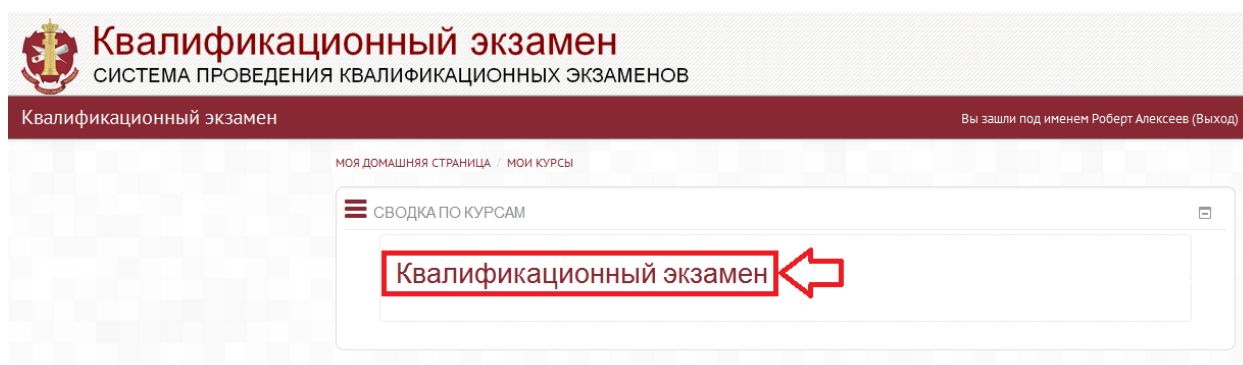 Квалификационный экзамен
СИСТЕМА ПРОВЕДЕНИЯ КВАЛИФИКАЦИОННЫХ ЭКЗАМЕНОВ
Квалификационный экзамен
Вы зашли под именем Роберт Алексеев (Выход)
МОЯ ДОМАШНЯЯ СТРАНИЦА / МОИ КУРСЫ
СВОДКА ПО КУРСАМ
Квалификационный экзамен